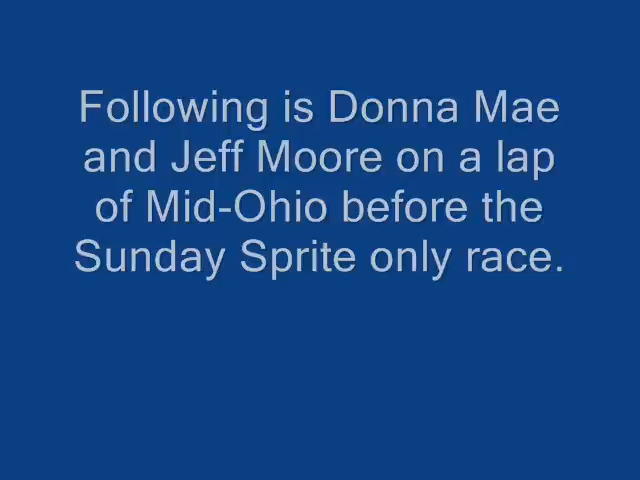 Following is Donna Mae
and Jeff Moore on a lap
of Mid-Ohio before the
Sunday Sprite only race.